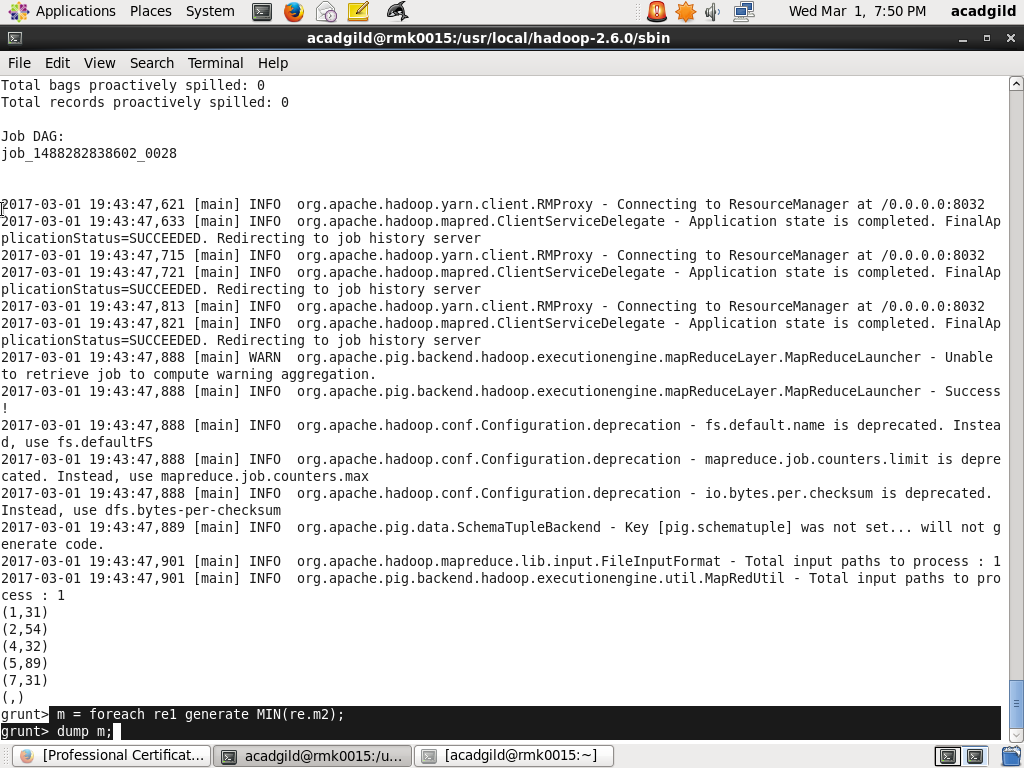 Applications Places System Wed Mar 1, 7:50 PM acadgild
acadgild@rmk0015:/usr/local/hadoop-2.6.0/sbin
File Edit View Search Terminal Help
Total bags proactively spilled: 0
Total records proactively spilled: 0
Job DAG:
job_1488282838602_0028
2017-03-01 19:43:47,621 [main] INFO  org.apache.hadoop.yarn.client.RMProxy - Connecting to ResourceManager at /0.0.0.0:8032
2017-03-01 19:43:47,633 [main] INFO  org.apache.hadoop.mapred.ClientServiceDelegate - Application state is completed. FinalAp
plicationStatus=SUCCEEDED. Redirecting to job history server
2017-03-01 19:43:47,715 [main] INFO  org.apache.hadoop.yarn.client.RMProxy - Connecting to ResourceManager at /0.0.0.0:8032
2017-03-01 19:43:47,721 [main] INFO  org.apache.hadoop.mapred.ClientServiceDelegate - Application state is completed. FinalAp
plicationStatus=SUCCEEDED. Redirecting to job history server
2017-03-01 19:43:47,813 [main] INFO  org.apache.hadoop.yarn.client.RMProxy - Connecting to ResourceManager at /0.0.0.0:8032
2017-03-01 19:43:47,821 [main] INFO  org.apache.hadoop.mapred.ClientServiceDelegate - Application state is completed. FinalAp
plicationStatus=SUCCEEDED. Redirecting to job history server
2017-03-01 19:43:47,888 [main] WARN  org.apache.pig.backend.hadoop.executionengine.mapReduceLayer.MapReduceLauncher - Unable
to retrieve job to compute warning aggregation.
2017-03-01 19:43:47,888 [main] INFO  org.apache.pig.backend.hadoop.executionengine.mapReduceLayer.MapReduceLauncher - Success
!
2017-03-01 19:43:47,888 [main] INFO  org.apache.hadoop.conf.Configuration.deprecation - fs.default.name is deprecated. Instea
d, use fs.defaultFS
2017-03-01 19:43:47,888 [main] INFO  org.apache.hadoop.conf.Configuration.deprecation - mapreduce.job.counters.limit is depre
cated. Instead, use mapreduce.job.counters.max
2017-03-01 19:43:47,888 [main] INFO  org.apache.hadoop.conf.Configuration.deprecation - io.bytes.per.checksum is deprecated.
Instead, use dfs.bytes-per-checksum
2017-03-01 19:43:47,889 [main] INFO  org.apache.pig.data.SchemaTupleBackend - Key [pig.schematuple] was not set... will not g
enerate code.
2017-03-01 19:43:47,901 [main] INFO  org.apache.hadoop.mapreduce.lib.input.FileInputFormat - Total input paths to process : 1
2017-03-01 19:43:47,901 [main] INFO  org.apache.pig.backend.hadoop.executionengine.util.MapRedUtil - Total input paths to pro
cess : 1
(1,31)
(2,54)
(4,32)
(5,89)
(7,31)
(,)
grunt> m = foreach re1 generate MIN(re.m2);
grunt> dump m;
[Professional Certificat... acadgild@rmk0015:/u... [acadgild@rmk0015:~]